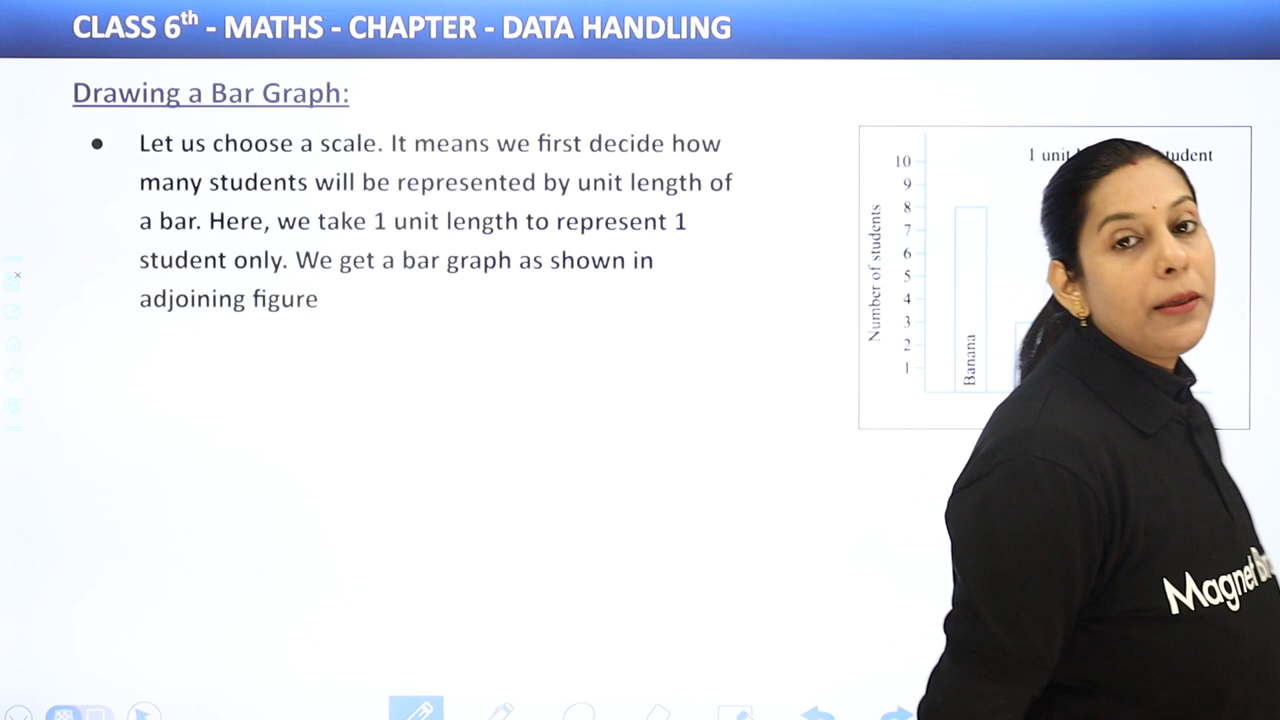 CLASS 6th - MATHS - CHAPTER - DATA HANDLING
Drawing a Bar Graph:
● Let us choose a scale. It means we first decide how
many students will be represented by unit length of
a bar. Here, we take 1 unit length to represent 1
student only. We get a bar graph as shown in
adjoining figure
1 unit
Number of students
10
9
8
7
6
5
4
3
2
1
Banana
Magnet